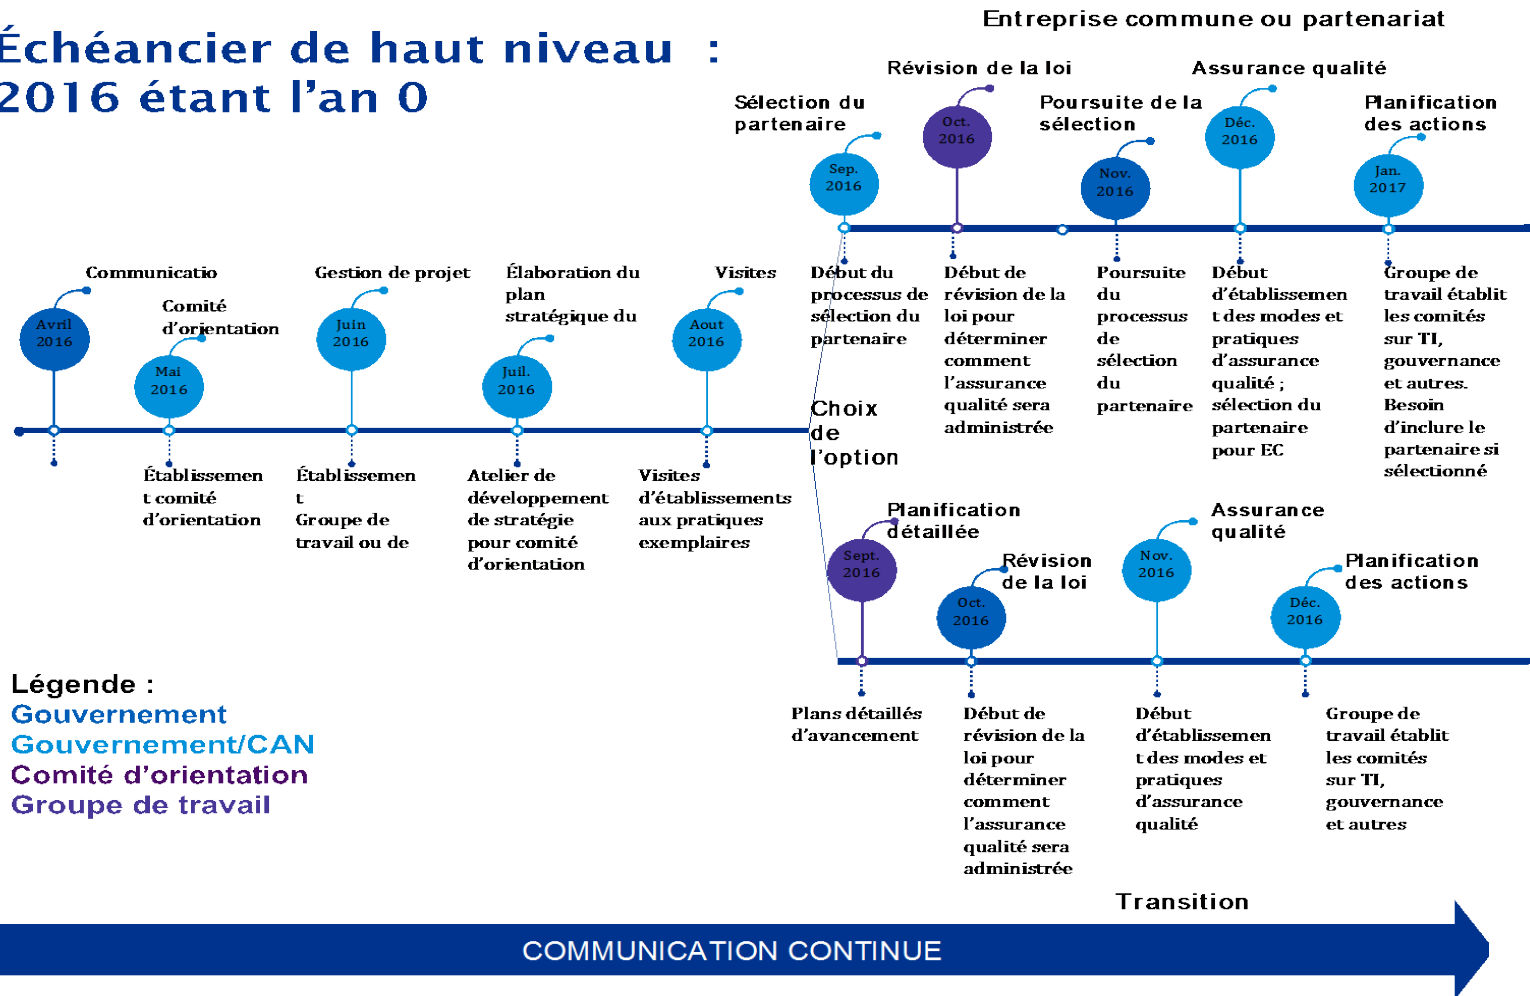 Échéancier de haut niveau :
2016 étant l'an 0
Entreprise commune ou partenariat
Sélection du
partenaire
Sep.
2016
Début du
processus de
sélection du
partenaire
Révision de la loi
Oct.
2016
Début de
révision de la
loi pour
déterminer
comment
l'assurance
qualité sera
administrée
Poursuite de la
sélection
Nov.
2016
Poursuite
du
processus
de
sélection
du
partenaire
Assurance qualité
Déc.
2016
Début
d'établissemen
t des modes et
pratiques
d'assurance
qualité ;
sélection du
partenaire
pour EC
Planification
des actions
Jan.
2017
Groupe de
travail établit
les comités
sur TI,
gouvernance
et autres.
Besoin
d'inclure le
partenaire si
sélectionné
Communicatio
Avril
2016
Comité
d'orientation
Mai
2016
Établissemen
t comité
d'orientation
Gestion de projet
Juin
2016
Établissemen
t
Groupe de
travail ou de
Élaboration du
plan
stratégique du
Juil.
2016
Atelier de
développement
de stratégie
pour comité
d'orientation
Visites
Aout
2016
Visites
d'établissements
aux pratiques
exemplaires
Choix
de
l'option
Planification
détaillée
Sept.
2016
Plans détaillés
d'avancement
Révision
de la loi
Oct.
2016
Début de
révision de la
loi pour
déterminer
comment
l'assurance
qualité sera
administrée
Assurance
qualité
Nov.
2016
Début
d'établissemen
t des modes et
pratiques
d'assurance
qualité
Planification
des actions
Déc.
2016
Groupe de
travail établit
les comités
sur TI,
gouvernance
et autres
Légende :
Gouvernement
Gouvernement/CAN
Comité d'orientation
Groupe de travail
Transition
COMMUNICATION CONTINUE